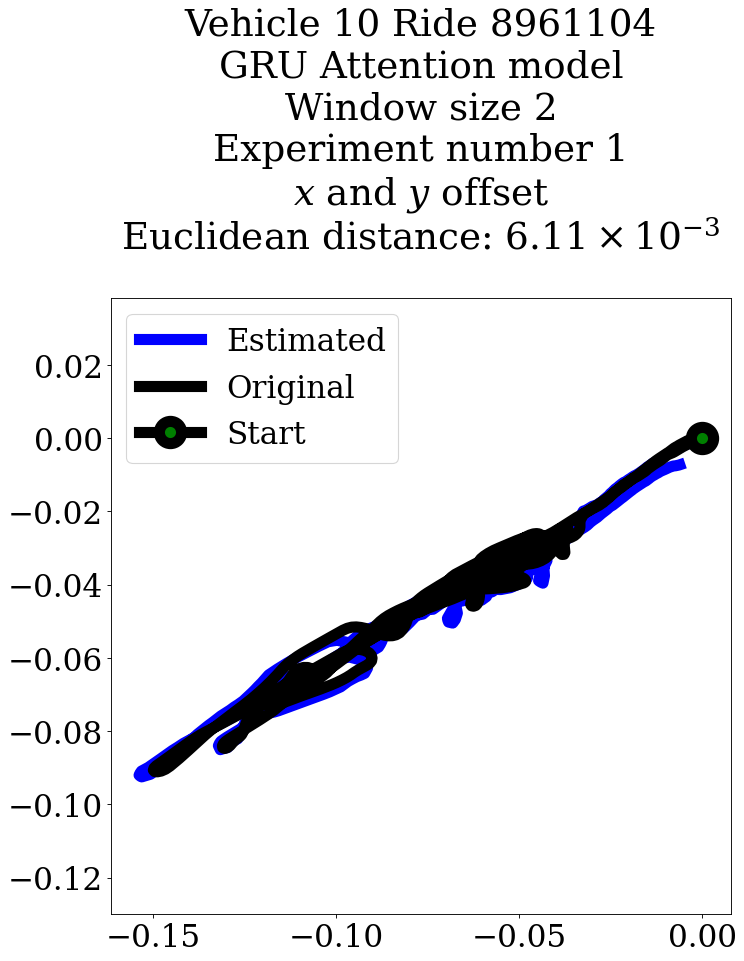 Vehicle 10 Ride 8961104
GRU Attention model
Window size 2
Experiment number 1
x and y offset
Euclidean distance: 6.11 × 10⁻³
Estimated
Original
Start
0.02
0.00
−0.02
−0.04
−0.06
−0.08
−0.10
−0.12
−0.15 −0.10 −0.05 0.00